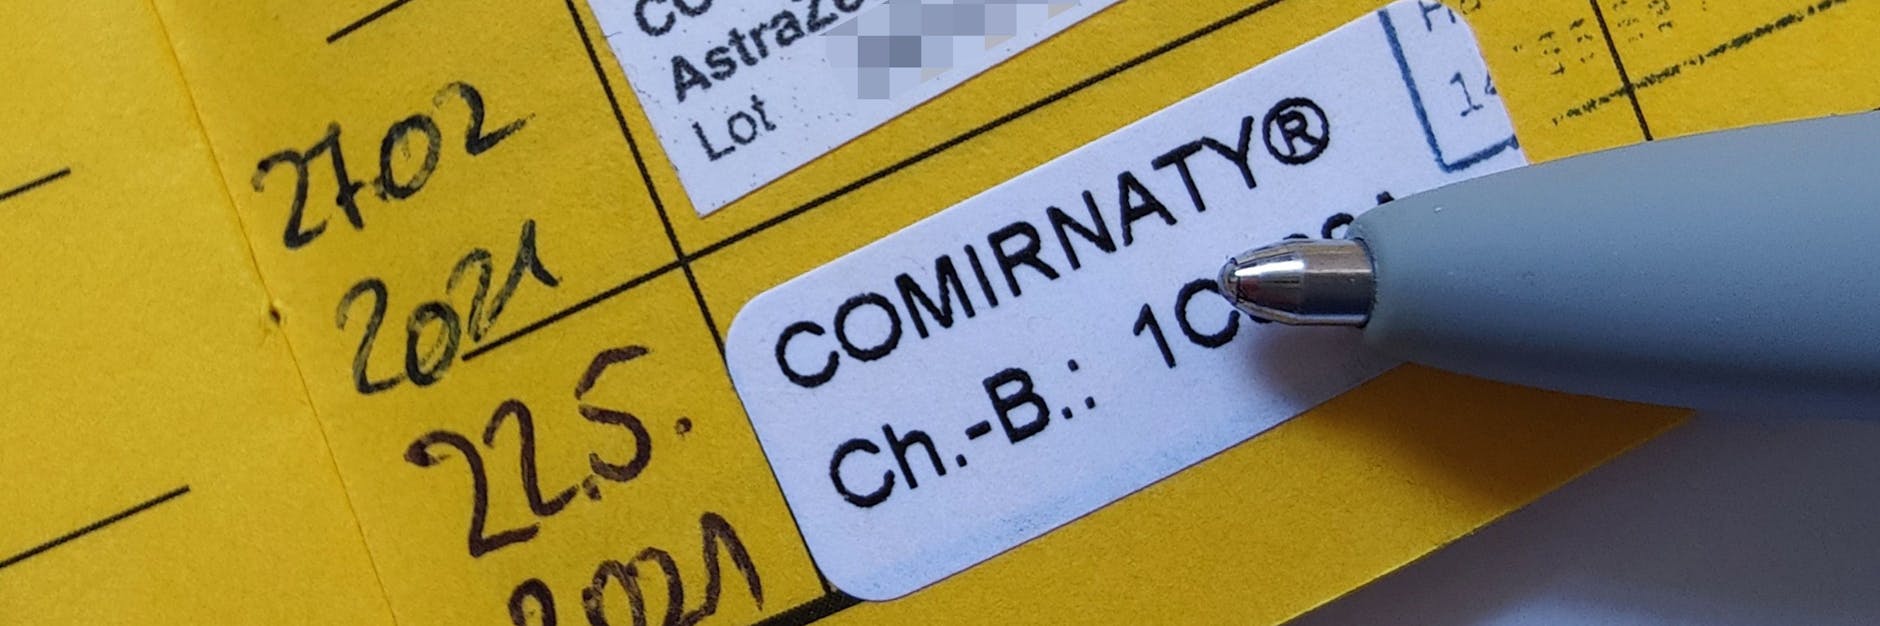 AstraZe
Lot
27.02
2021
COMIRNATY®
Ch.-B.: 1C
22.5.
2021